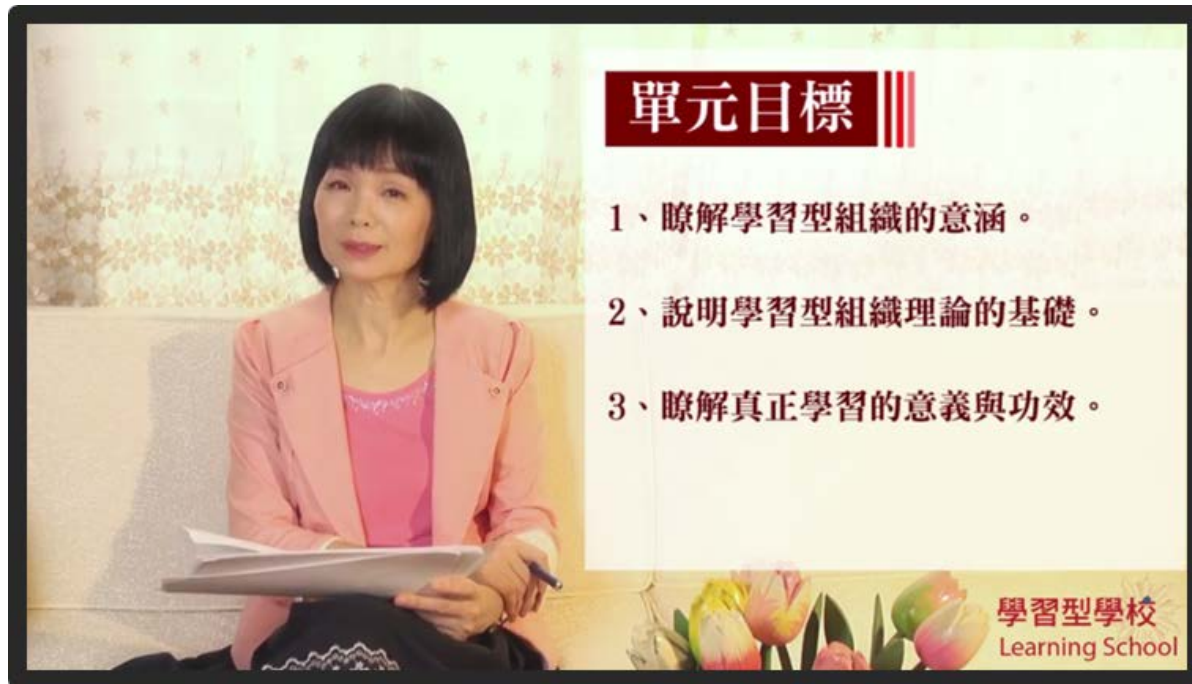 單元目標
1、瞭解學習型組織的意涵。
2、說明學習型組織理論的基礎。
3、瞭解真正學習的意義與功效。
學習型學校
Learning School